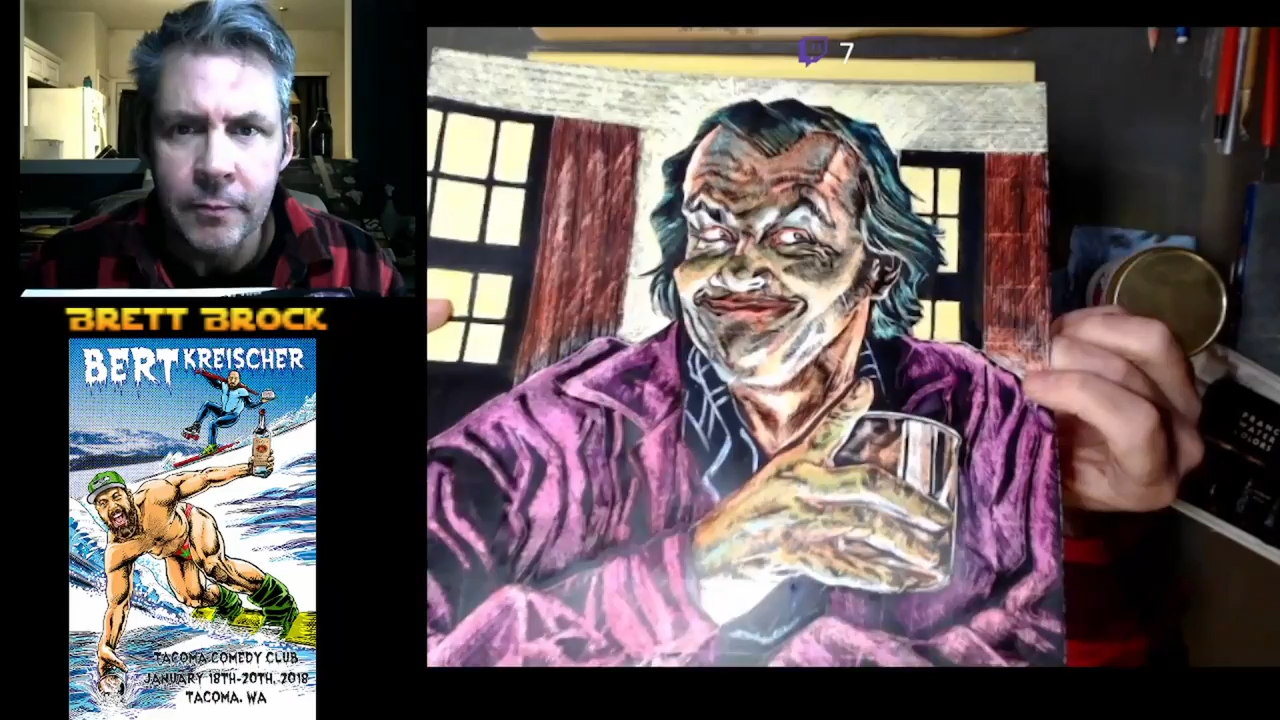 7
BRETT BROCK
BERT KREISCHER
TACOMA COMEDY CLUB
JANUARY 18TH-20TH, 2018
TACOMA, WA